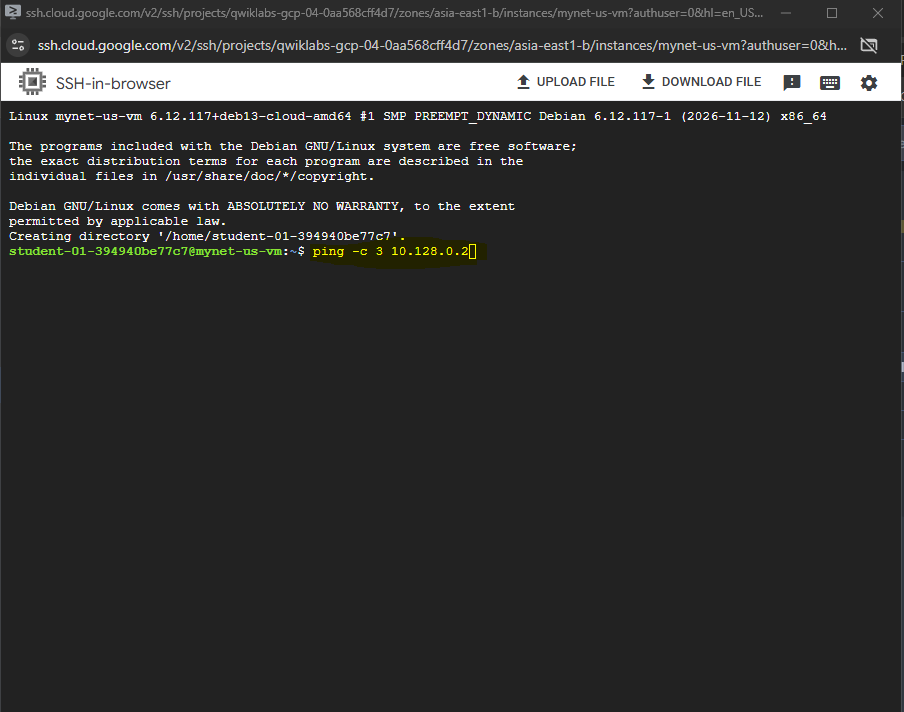 ssh.cloud.google.com/v2/ssh/projects/qwiklabs-gcp-04-0aa568cff4d7/zones/asia-east1-b/instances/mynet-us-vm?authuser=0&hl=en_US...
ssh.cloud.google.com/v2/ssh/projects/qwiklabs-gcp-04-0aa568cff4d7/zones/asia-east1-b/instances/mynet-us-vm?authuser=0&h...
SSH-in-browser UPLOAD FILE DOWNLOAD FILE
Linux mynet-us-vm 6.12.117+deb13-cloud-amd64 #1 SMP PREEMPT_DYNAMIC Debian 6.12.117-1 (2026-11-12) x86_64
The programs included with the Debian GNU/Linux system are free software;
the exact distribution terms for each program are described in the
individual files in /usr/share/doc/*/copyright.
Debian GNU/Linux comes with ABSOLUTELY NO WARRANTY, to the extent
permitted by applicable law.
Creating directory '/home/student-01-394940be77c7'.
student-01-394940be77c7@mynet-us-vm:~$ ping -c 3 10.128.0.2